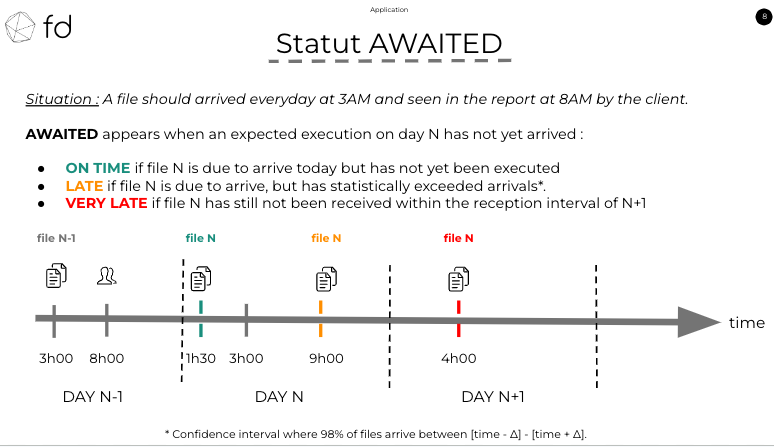 Application
8
fd
Statut AWAITED
Situation : A file should arrived everyday at 3AM and seen in the report at 8AM by the client.
AWAITED appears when an expected execution on day N has not yet arrived :
● ON TIME if file N is due to arrive today but has not yet been executed
● LATE if file N is due to arrive, but has statistically exceeded arrivals*.
● VERY LATE if file N has still not been received within the reception interval of N+1
file N-1 file N file N file N
time
3h00 8h00 1h30 3h00 9h00 4h00
DAY N-1 DAY N DAY N+1
* Confidence interval where 98% of files arrive between [time - Δ] - [time + Δ].